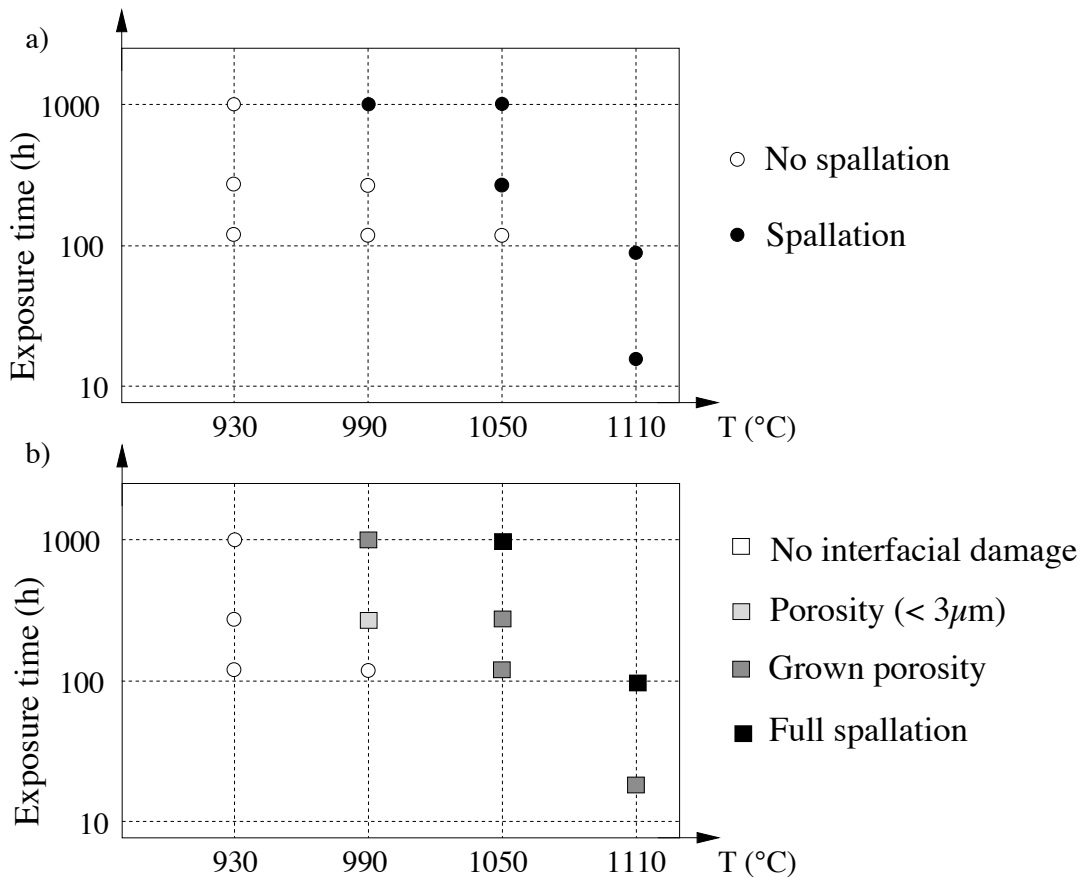 a)
Exposure time (h)
1000
100
10
930 990 1050 1110 T (°C)
No spallation
Spallation
b)
Exposure time (h)
1000
100
10
930 990 1050 1110 T (°C)
No interfacial damage
Porosity (< 3μm)
Grown porosity
Full spallation